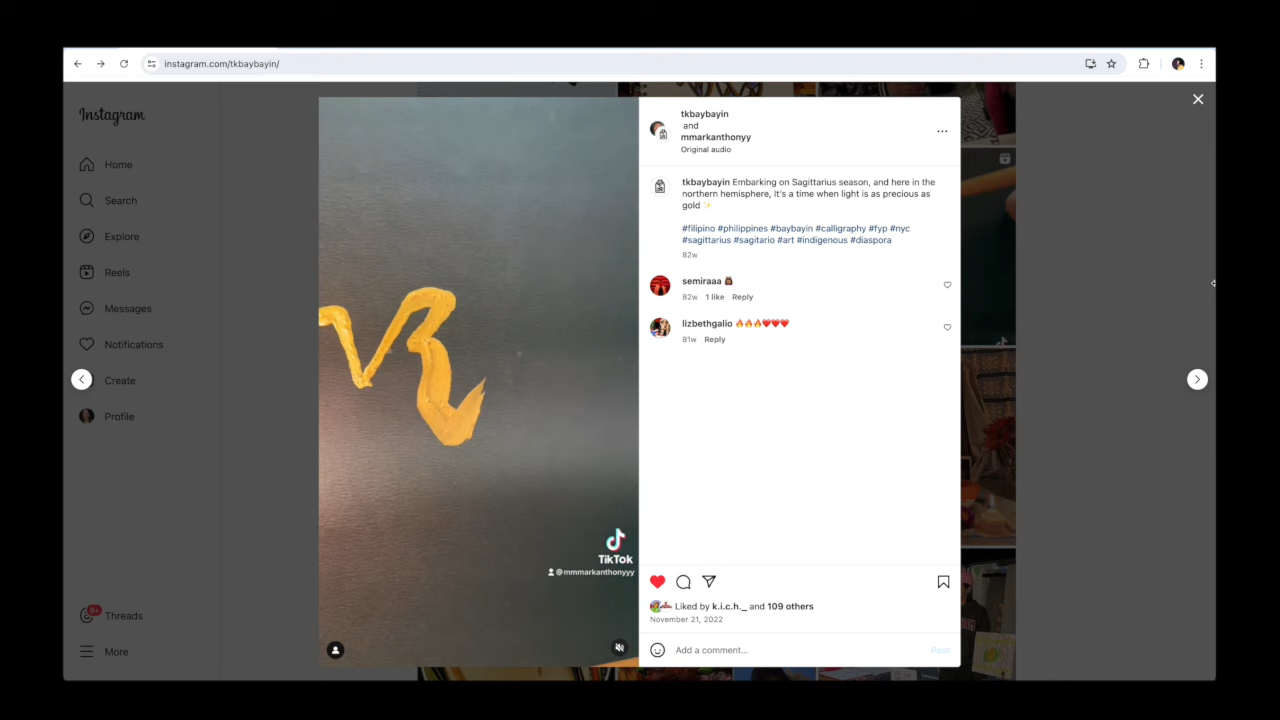 instagram.com/tkbaybayin/
Instagram
Home
Search
Explore
Reels
Messages
Notifications
Create
Profile
9+
Threads
More
TikTok
@mmmarkanthonyyy
tkbaybayin
and
mmarkanthonyy
Original audio
tkbaybayin Embarking on Sagittarius season, and here in the
northern hemisphere, It's a time when light is as precious as
gold ✨
#filipino #philippines #baybayin #calligraphy #fyp #nyc
#sagittarius #sagitario #art #indigenous #diaspora
82w
semiraaa
82w 1 like Reply
lizbethgalio 🔥🔥🔥❤️❤️❤️
81w Reply
Liked by k.i.c.h._ and 109 others
November 21, 2022
Add a comment...
Post